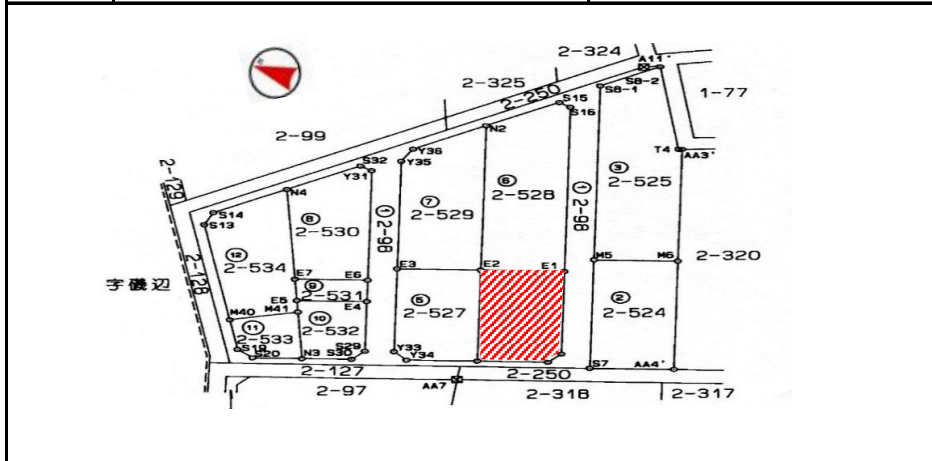 2-324
A11'
S8-2
2-325
S8-1
1-77
2-250
S15
S16
N2
2-99
Y36
Y35
T4
AA3'
S32
Y31
2-129
N4
③
2-525
⑥
2-528
① 2-98
⑦
2-529
① 2-98
⑧
2-530
S14
S13
⑫
2-534
2-128
字磯辺
M5
M6
2-320
E3
E2
E1
E7
E6
⑨
2-531
E5
E4
M41
M40
⑤
2-527
②
2-524
⑪
2-533
⑩
2-532
S19
S20
N3
S30
S29
Y33
Y34
S7
AA4'
2-127
2-250
2-97
AA7
2-318
2-317